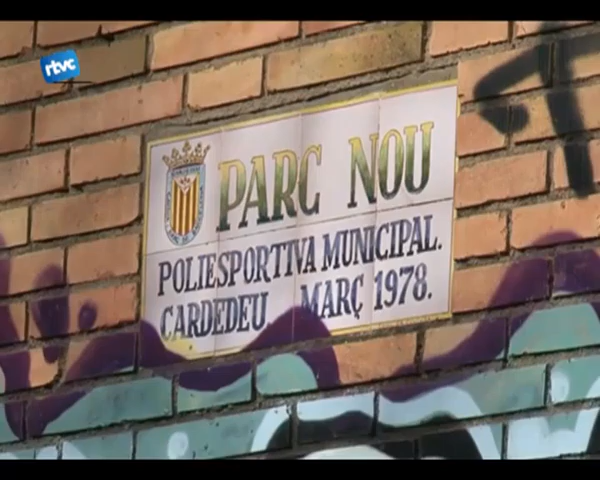 rtvc
PARC NOU
POLIESPORTIVA MUNICIPAL.
CARDEDEU MARÇ 1978.